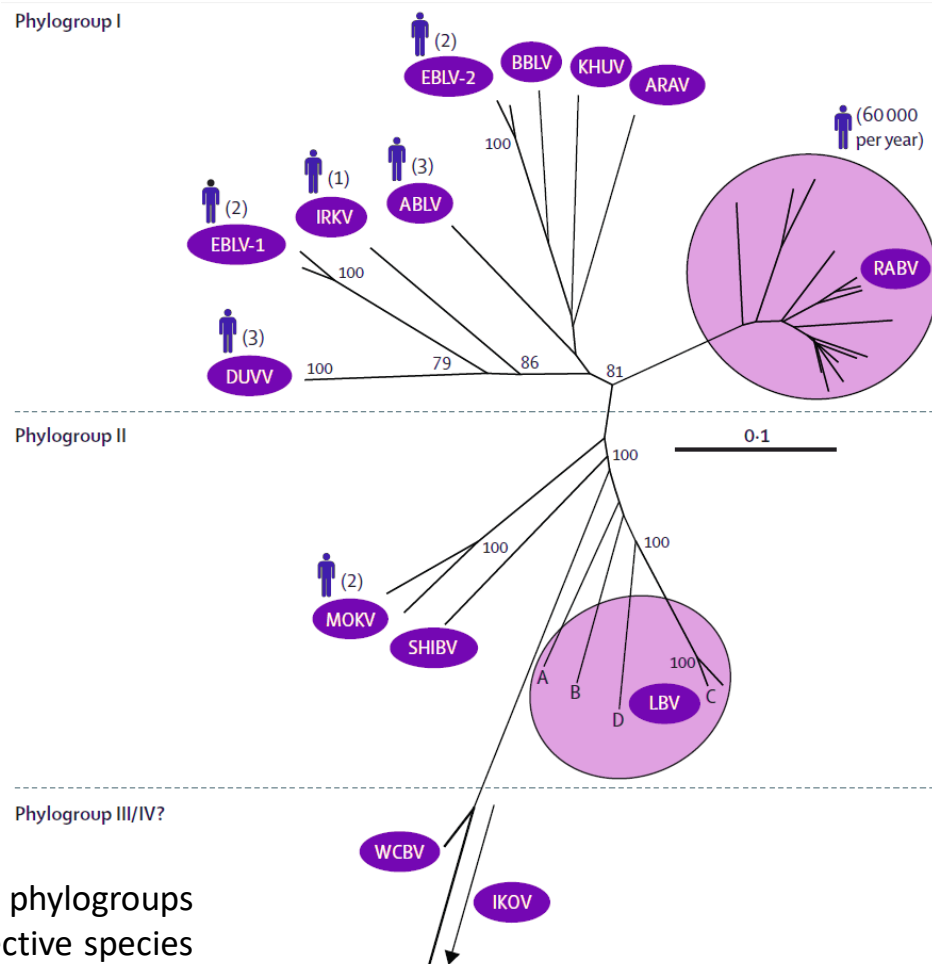 Phylogroup I
(2)
EBLV-2
BBLV
KHUV
ARAV
(60 000
per year)
100
(3)
ABLV
(1)
IRKV
(2)
EBLV-1
RABV
100
(3)
DUVV
100
79
86
81
Phylogroup II
0·1
100
100
100
(2)
MOKV
SHIBV
100
A
B
D
LBV
C
Phylogroup III/IV?
WCBV
IKOV
phylogroups
ective species